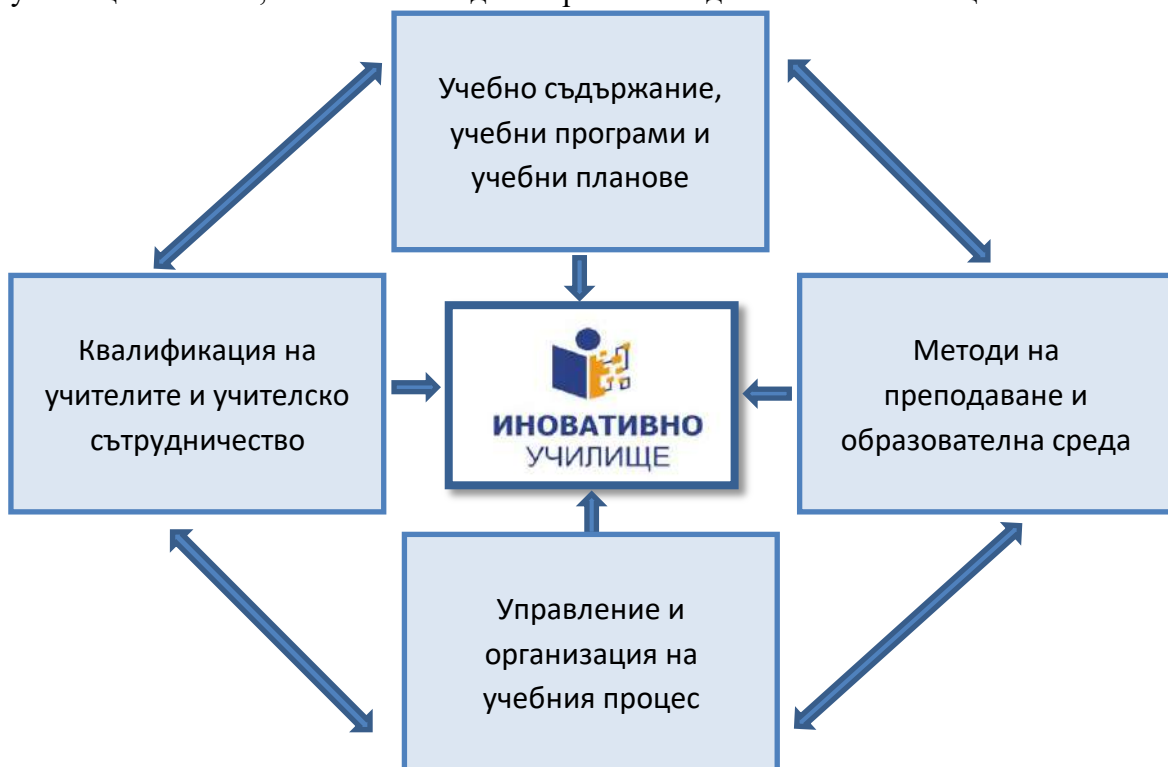 Учебно съдържание,
учебни програми и
учебни планове
Квалификация на
учителите и учителско
сътрудничество
ИНОВАТИВНО
УЧИЛИЩЕ
Методи на
преподаване и
образователна среда
Управление и
организация на
учебния процес